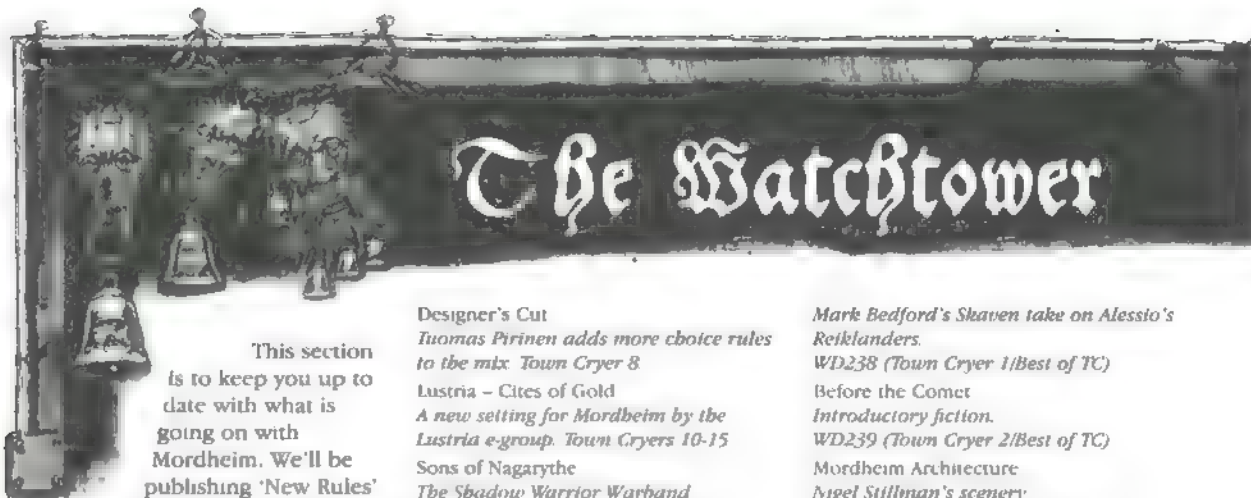 The Watchtower
This section
is to keep you up to
date with what is
going on with
Mordheim. We'll be
publishing 'New Rules'
Designer's Cut
Tuomas Pirinen adds more choice rules
to the mix. Town Cryer 8.
Lustria – Cites of Gold
A new setting for Mordheim by the
Lustria e-group. Town Cryers 10-15
Sons of Nagarythe
The Shadow Warrior Warband
Mark Bedford's Skaven take on Alessio's
Reiklanders.
WD238 (Town Cryer 1/Best of TC)
Before the Comet
Introductory fiction.
WD239 (Town Cryer 2/Best of TC)
Mordheim Architecture
Nigel Stillman's scenery